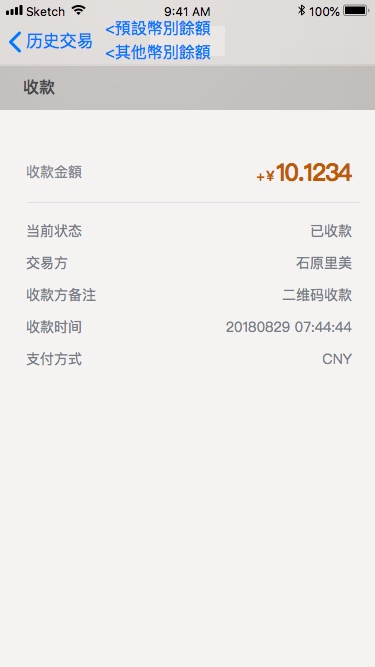 Sketch 9:41 AM 100%
<預設幣別餘額
历史交易
<其他幣別餘額
收款
收款金額 +¥10.1234
当前状态 已收款
交易方 石原里美
收款方备注 二维码收款
收款时间 20180829 07:44:44
支付方式 CNY